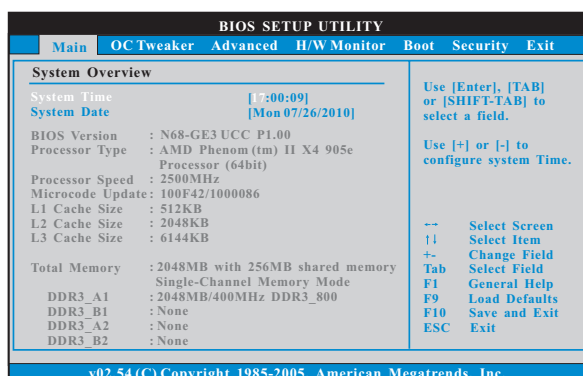 BIOS SETUP UTILITY
Main OC Tweaker Advanced H/W Monitor Boot Security Exit
System Overview
System Time [17:00:09]
System Date [Mon 07/26/2010]
BIOS Version : N68-GE3 UCC P1.00
Processor Type : AMD Phenom (tm) II X4 905e
Processor (64bit)
Processor Speed : 2500MHz
Microcode Update : 100F42/1000086
L1 Cache Size : 512KB
L2 Cache Size : 2048KB
L3 Cache Size : 6144KB
Total Memory : 2048MB with 256MB shared memory
Single-Channel Memory Mode
DDR3_A1 : 2048MB/400MHz DDR3_800
DDR3_B1 : None
DDR3_A2 : None
DDR3_B2 : None
Use [Enter], [TAB]
or [SHIFT-TAB] to
select a field.
Use [+] or [-] to
configure system Time.
←→ Select Screen
↑↓ Select Item
+- Change Field
Tab Select Field
F1 General Help
F9 Load Defaults
F10 Save and Exit
ESC Exit
v02.54 (C) Copyright 1985-2005, American Megatrends, Inc.